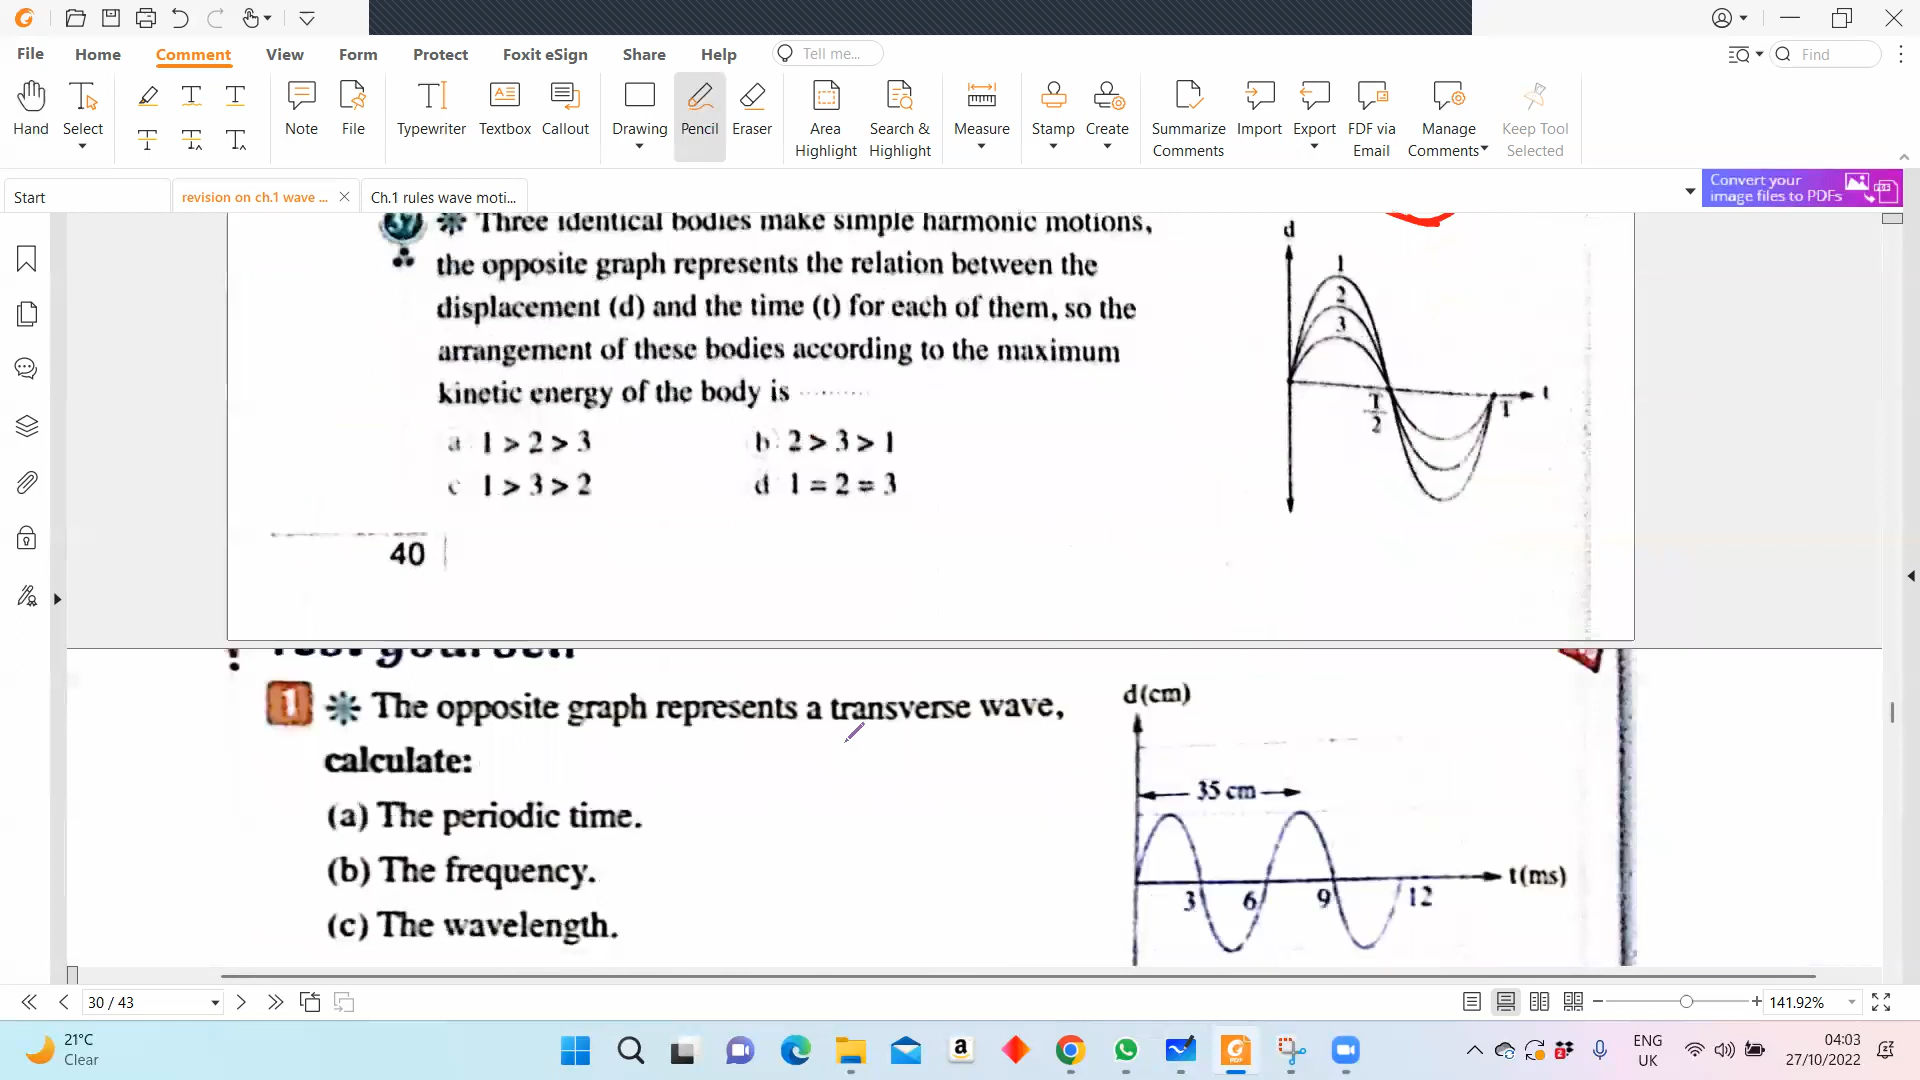 File Home Comment View Form Protect Foxit eSign Share Help Tell me... Find
Hand Select Note File Typewriter Textbox Callout Drawing Pencil Eraser Area Highlight Search & Highlight Measure Stamp Create Summarize Comments Import Export FDF via Email Manage Comments Keep Tool Selected
Start revision on ch.1 wave ... Ch.1 rules wave moti...
Convert your
image files to PDFs
37 Three identical bodies make simple harmonic motions,
the opposite graph represents the relation between the
displacement (d) and the time (t) for each of them, so the
arrangement of these bodies according to the maximum
kinetic energy of the body is ..........
a 1 > 2 > 3 b 2 > 3 > 1
c 1 > 3 > 2 d 1 = 2 = 3
d
1
2
3
T/2 T t
40
Test yourself
1 The opposite graph represents a transverse wave,
calculate:
(a) The periodic time.
(b) The frequency.
(c) The wavelength.
d(cm)
35 cm
3 6 9 12 t(ms)
30 / 43 141.92%
21°C
Clear
ENG
UK
04:03
27/10/2022